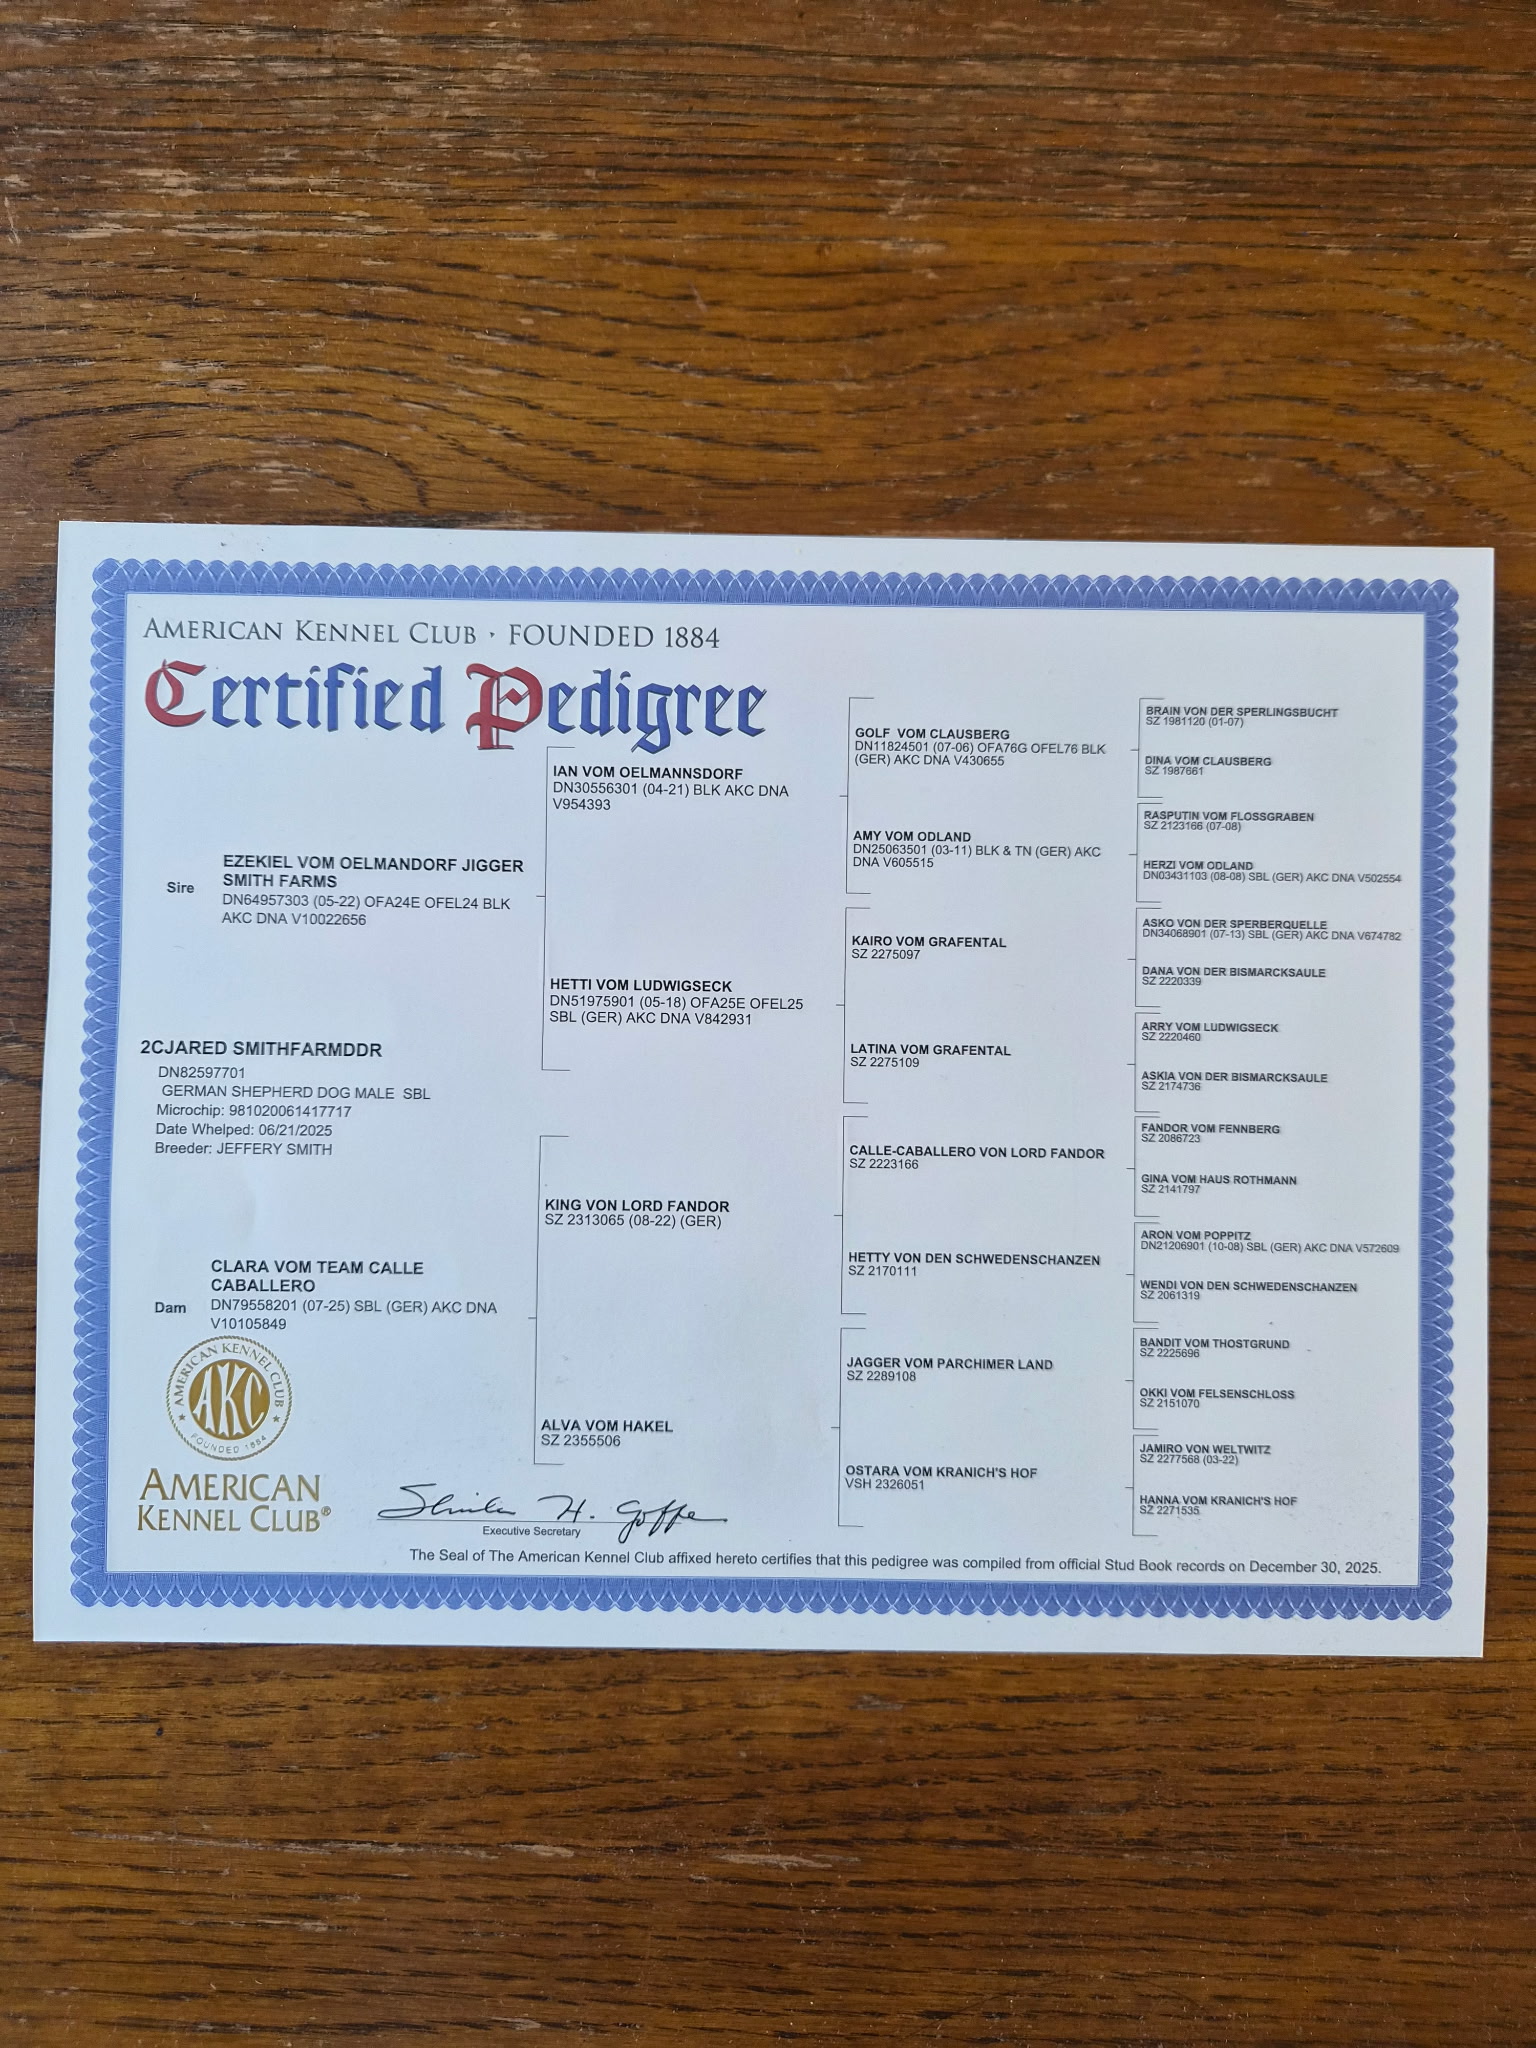 AMERICAN KENNEL CLUB · FOUNDED 1884
Certified Pedigree
Sire
EZEKIEL VOM OELMANDORF JIGGER
SMITH FARMS
DN64957303 (05-22) OFA24E OFEL24 BLK
AKC DNA V10022656
2CJARED SMITHFARMDDR
DN82597701
GERMAN SHEPHERD DOG MALE SBL
Microchip: 981020061417717
Date Whelped: 06/21/2025
Breeder: JEFFERY SMITH
Dam
CLARA VOM TEAM CALLE
CABALLERO
DN79558201 (07-25) SBL (GER) AKC DNA
V10105849
IAN VOM OELMANNSDORF
DN30556301 (04-21) BLK AKC DNA
V954393
HETTI VOM LUDWIGSECK
DN51975901 (05-18) OFA25E OFEL25
SBL (GER) AKC DNA V842931
KING VON LORD FANDOR
SZ 2313065 (08-22) (GER)
ALVA VOM HAKEL
SZ 2355506
GOLF VOM CLAUSBERG
DN11824501 (07-06) OFA76G OFEL76 BLK
(GER) AKC DNA V430655
AMY VOM ODLAND
DN25063501 (03-11) BLK & TN (GER) AKC
DNA V605515
KAIRO VOM GRAFENTAL
SZ 2275097
LATINA VOM GRAFENTAL
SZ 2275109
CALLE-CABALLERO VON LORD FANDOR
SZ 2223166
HETTY VON DEN SCHWEDENSCHANZEN
SZ 2170111
JAGGER VOM PARCHIMER LAND
SZ 2289108
OSTARA VOM KRANICH'S HOF
VSH 2326051
BRAIN VON DER SPERLINGSBUCHT
SZ 1981120 (01-07)
DINA VOM CLAUSBERG
SZ 1987661
RASPUTIN VOM FLOSSGRABEN
SZ 2123166 (07-08)
HERZI VOM ODLAND
DN03431103 (08-08) SBL (GER) AKC DNA V502554
ASKO VON DER SPERBERQUELLE
DN34068901 (07-13) SBL (GER) AKC DNA V674782
DANA VON DER BISMARCKSAULE
SZ 2220339
ARRY VOM LUDWIGSECK
SZ 2220460
ASKIA VON DER BISMARCKSAULE
SZ 2174736
FANDOR VOM FENNBERG
SZ 2086723
GINA VOM HAUS ROTHMANN
SZ 2141797
ARON VOM POPPITZ
DN21206901 (10-08) SBL (GER) AKC DNA V572609
WENDI VON DEN SCHWEDENSCHANZEN
SZ 2061319
BANDIT VOM THOSTGRUND
SZ 2225696
OKKI VOM FELSENSCHLOSS
SZ 2151070
JAMIRO VON WELTWITZ
SZ 2277568 (03-22)
HANNA VOM KRANICH'S HOF
SZ 2271535
AMERICAN KENNEL CLUB
AKC
FOUNDED 1884
AMERICAN
KENNEL CLUB®
Sheila H. Goffe
Executive Secretary
The Seal of The American Kennel Club affixed hereto certifies that this pedigree was compiled from official Stud Book records on December 30, 2025.